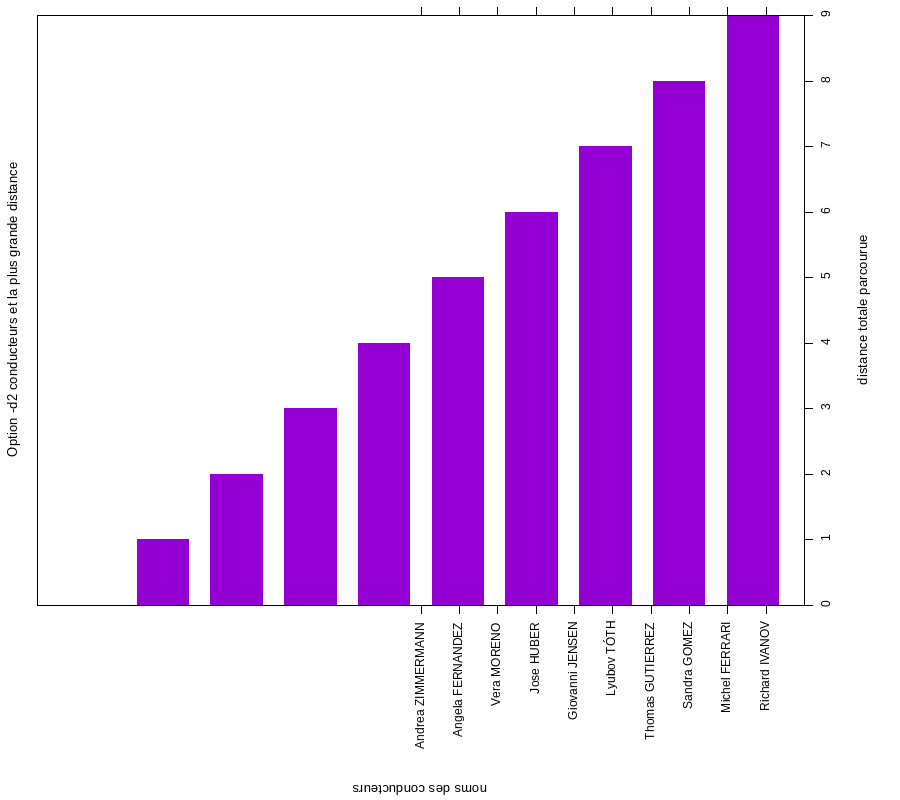 Option -d2 conducteurs et la plus grande distance
9
8
7
6
5
4
3
2
1
0
distance totale parcourue
Andrea ZIMMERMANN
Angela FERNANDEZ
Vera MORENO
Jose HUBER
Giovanni JENSEN
Lyubov TÓTH
Thomas GUTIERREZ
Sandra GOMEZ
Michel FERRARI
Richard IVANOV
noms des conducteurs